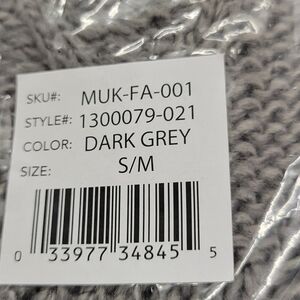 SKU#: MUK-FA-001
STYLE#: 1300079-021
COLOR: DARK GREY
SIZE: S/M
0 33977 34845 5